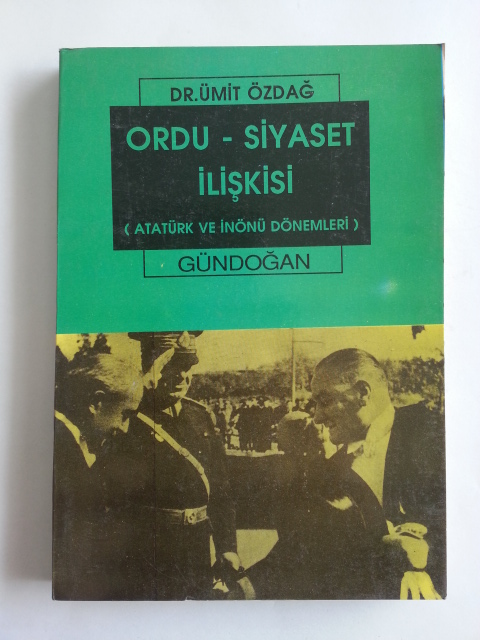 DR.ÜMİT ÖZDAĞ
ORDU - SİYASET
İLİŞKİSİ
( ATATÜRK VE İNÖNÜ DÖNEMLERİ )
GÜNDOĞAN